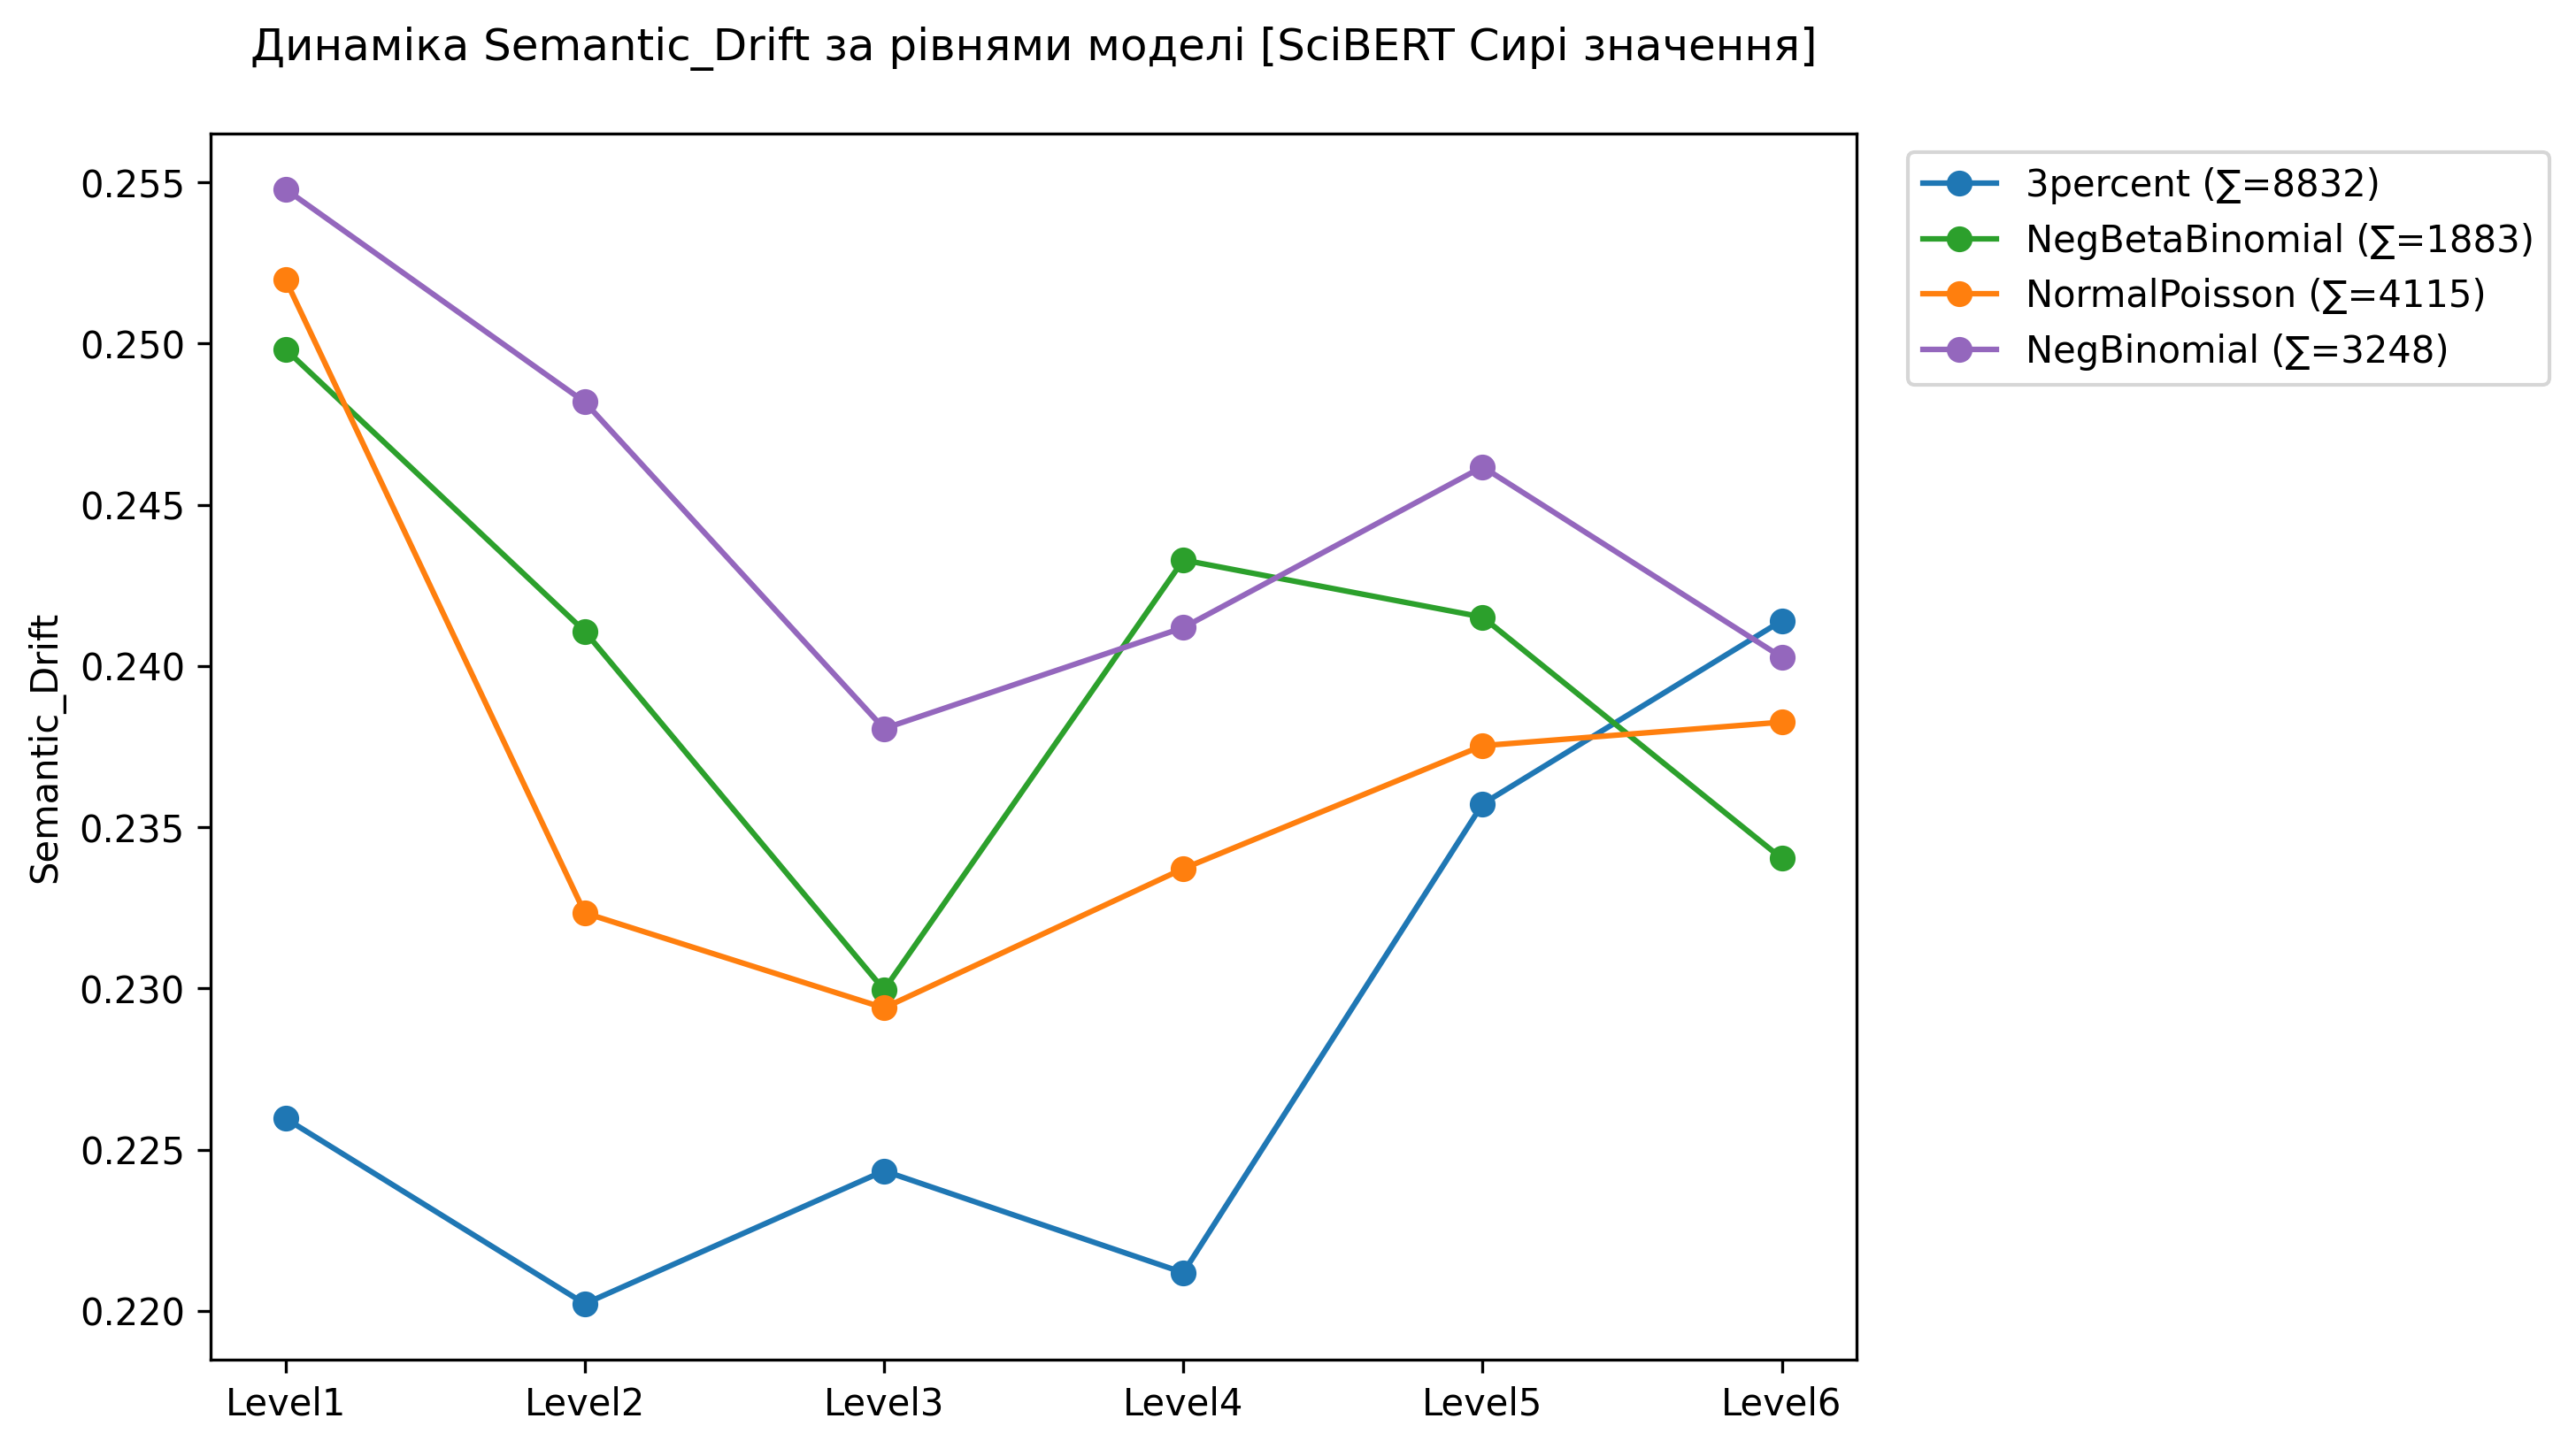 Динаміка Semantic_Drift за рівнями моделі [SciBERT Сирі значення]
3percent (∑=8832)
NegBetaBinomial (∑=1883)
NormalPoisson (∑=4115)
NegBinomial (∑=3248)
Semantic_Drift
0.255
0.250
0.245
0.240
0.235
0.230
0.225
0.220
Level1 Level2 Level3 Level4 Level5 Level6